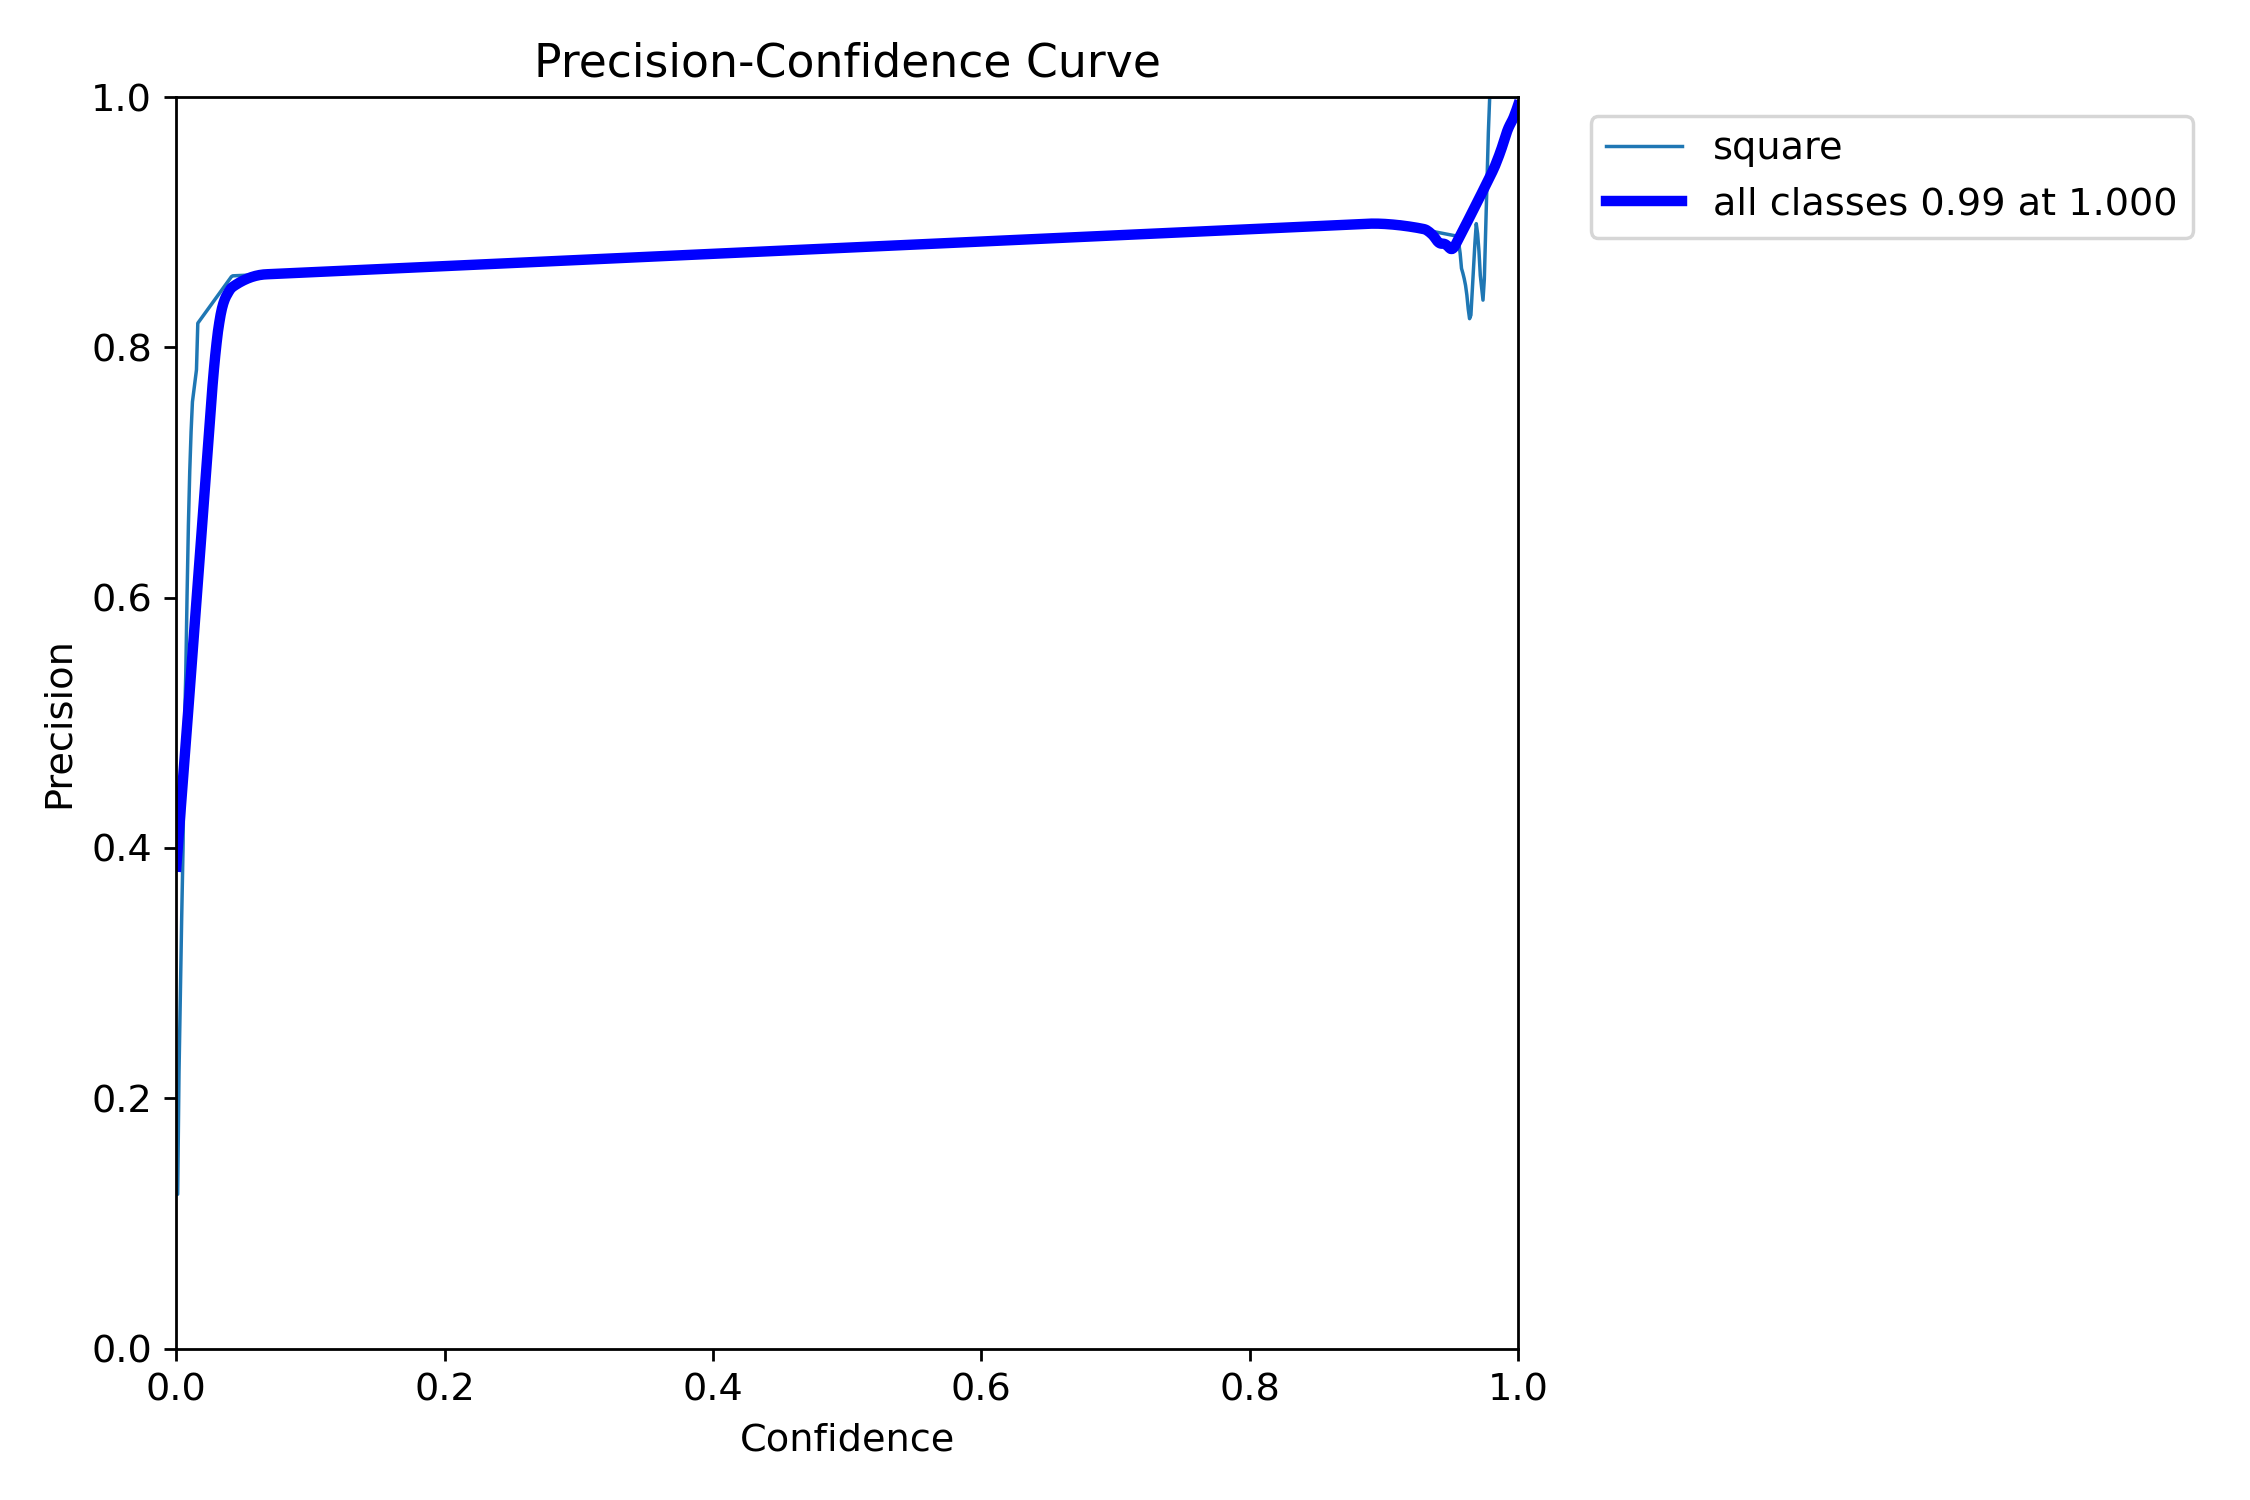 Precision-Confidence Curve
1.0
0.8
0.6
0.4
0.2
0.0
Precision
0.0 0.2 0.4 0.6 0.8 1.0
Confidence
square
all classes 0.99 at 1.000